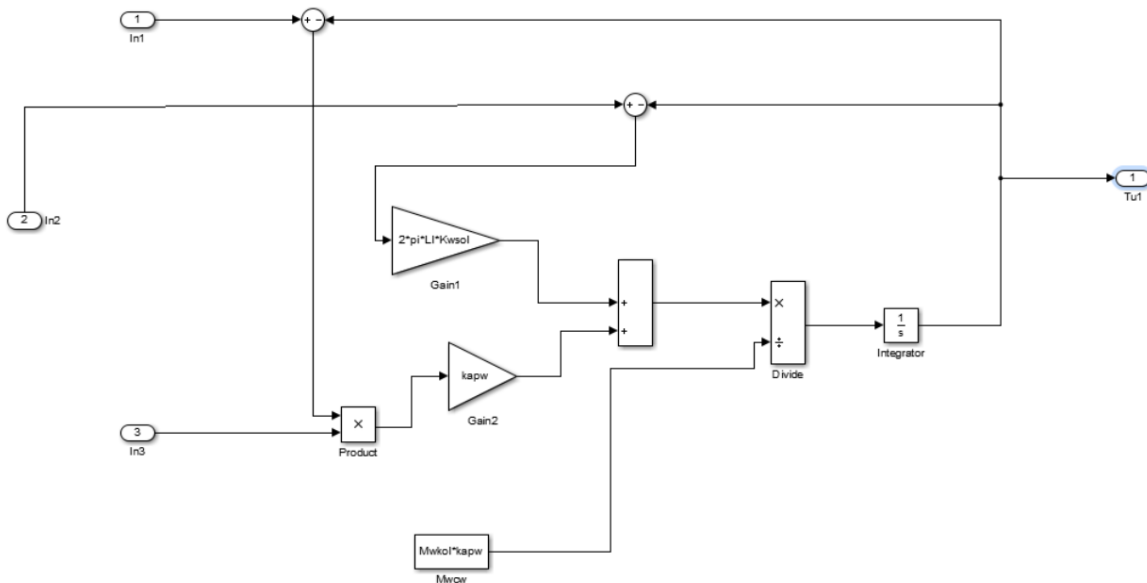 1
In1
+ -
+ -
1
Tu1
2
In2
2*pi*Ll*Kwsol
Gain1
+
+
×
÷
Divide
1
s
Integrator
kapw
Gain2
3
In3
×
Product
Mwkol*kapw
Mwcw